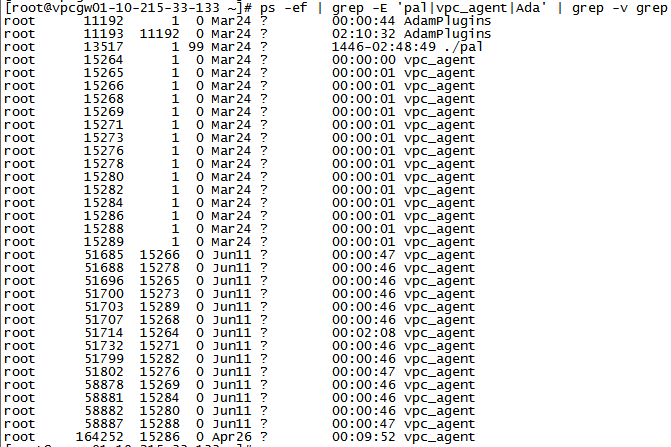 [root@vpcgw01-10-215-33-133 ~]# ps -ef | grep -E 'pal|vpc_agent|Ada' | grep -v grep
root 11192 1 0 Mar24 ? 00:00:44 AdamPlugins
root 11193 11192 0 Mar24 ? 02:10:32 AdamPlugins
root 13517 1 99 Mar24 ? 1446-02:48:49 ./pal
root 15264 1 0 Mar24 ? 00:00:00 vpc_agent
root 15265 1 0 Mar24 ? 00:00:01 vpc_agent
root 15266 1 0 Mar24 ? 00:00:01 vpc_agent
root 15268 1 0 Mar24 ? 00:00:01 vpc_agent
root 15269 1 0 Mar24 ? 00:00:01 vpc_agent
root 15271 1 0 Mar24 ? 00:00:01 vpc_agent
root 15273 1 0 Mar24 ? 00:00:01 vpc_agent
root 15276 1 0 Mar24 ? 00:00:01 vpc_agent
root 15278 1 0 Mar24 ? 00:00:01 vpc_agent
root 15280 1 0 Mar24 ? 00:00:01 vpc_agent
root 15282 1 0 Mar24 ? 00:00:01 vpc_agent
root 15284 1 0 Mar24 ? 00:00:01 vpc_agent
root 15286 1 0 Mar24 ? 00:00:01 vpc_agent
root 15288 1 0 Mar24 ? 00:00:01 vpc_agent
root 15289 1 0 Mar24 ? 00:00:01 vpc_agent
root 51685 15266 0 Jun11 ? 00:00:47 vpc_agent
root 51688 15278 0 Jun11 ? 00:00:46 vpc_agent
root 51696 15265 0 Jun11 ? 00:00:46 vpc_agent
root 51700 15273 0 Jun11 ? 00:00:46 vpc_agent
root 51703 15289 0 Jun11 ? 00:00:46 vpc_agent
root 51707 15268 0 Jun11 ? 00:00:46 vpc_agent
root 51714 15264 0 Jun11 ? 00:02:08 vpc_agent
root 51732 15271 0 Jun11 ? 00:00:46 vpc_agent
root 51799 15282 0 Jun11 ? 00:00:46 vpc_agent
root 51802 15276 0 Jun11 ? 00:00:47 vpc_agent
root 58878 15269 0 Jun11 ? 00:00:46 vpc_agent
root 58881 15284 0 Jun11 ? 00:00:46 vpc_agent
root 58882 15280 0 Jun11 ? 00:00:46 vpc_agent
root 58887 15288 0 Jun11 ? 00:00:47 vpc_agent
root 164252 15286 0 Apr26 ? 00:09:52 vpc_agent